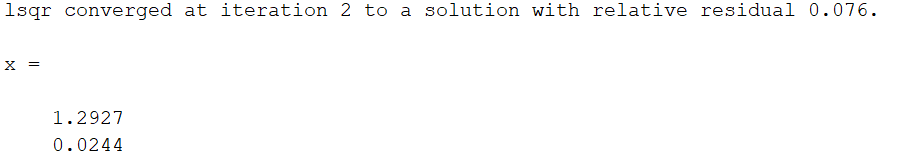 lsqr converged at iteration 2 to a solution with relative residual 0.076.
x =
1.2927
0.0244